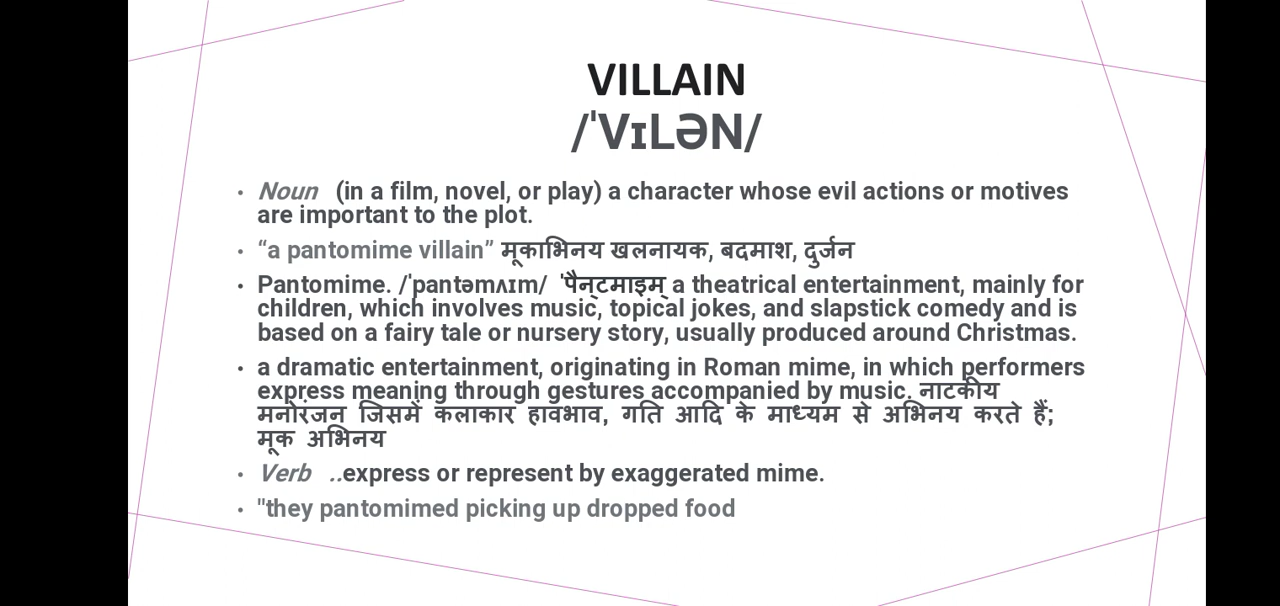 VILLAIN
/ˈVɪLƏN/
• Noun (in a film, novel, or play) a character whose evil actions or motives
are important to the plot.
• “a pantomime villain” मूकाभिनय खलनायक, बदमाश, दुर्जन
• Pantomime. /ˈpantəmʌɪm/ 'पैन्टमाइम् a theatrical entertainment, mainly for
children, which involves music, topical jokes, and slapstick comedy and is
based on a fairy tale or nursery story, usually produced around Christmas.
• a dramatic entertainment, originating in Roman mime, in which performers
express meaning through gestures accompanied by music. नाटकीय
मनोरंजन जिसमें कलाकार हावभाव, गति आदि के माध्यम से अभिनय करते हैं;
मूक अभिनय
• Verb ..express or represent by exaggerated mime.
• "they pantomimed picking up dropped food